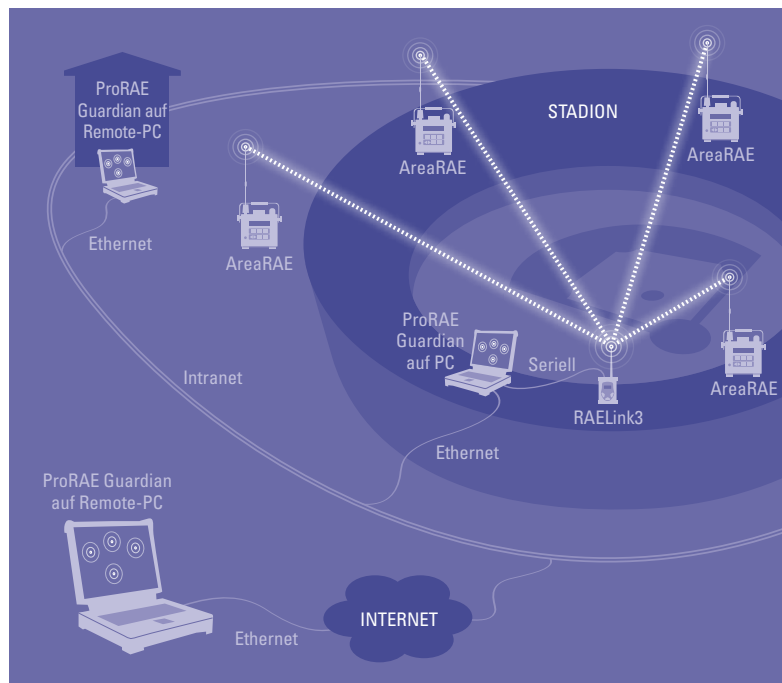 ProRAE
Guardian auf
Remote-PC
Ethernet
AreaRAE
AreaRAE
STADION
AreaRAE
AreaRAE
ProRAE
Guardian
auf PC
Seriell
RAELink3
Intranet
Ethernet
ProRAE Guardian
auf Remote-PC
Ethernet
INTERNET